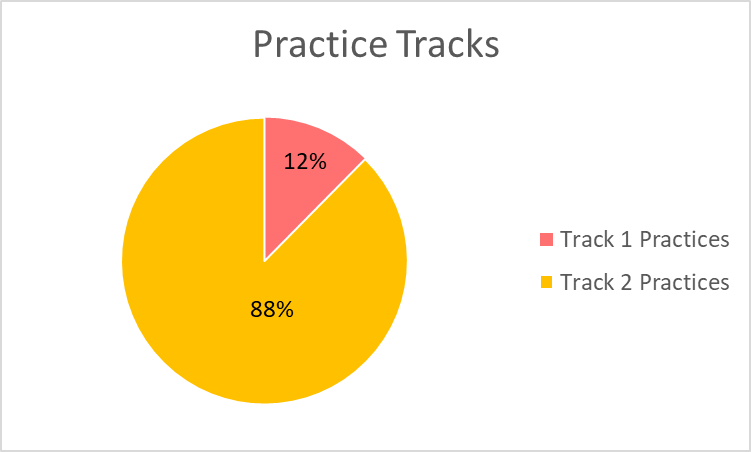 Practice Tracks
12%
88%
Track 1 Practices
Track 2 Practices